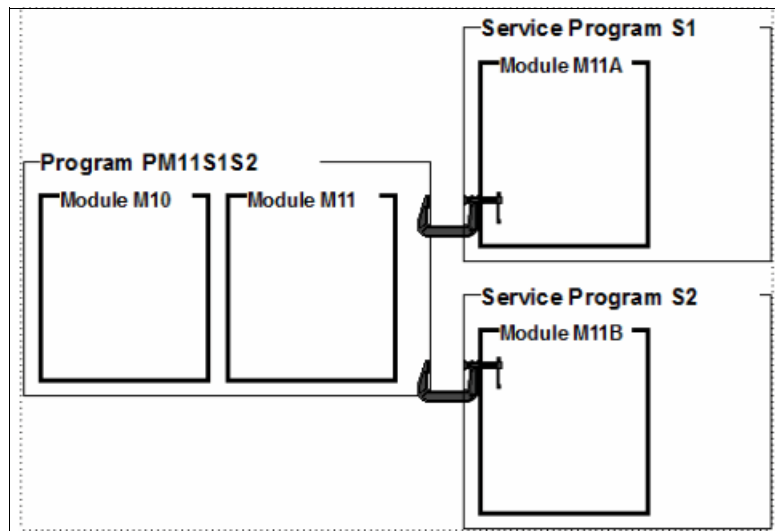 Service Program S1
Module M11A
Program PM11S1S2
Module M10
Module M11
Service Program S2
Module M11B